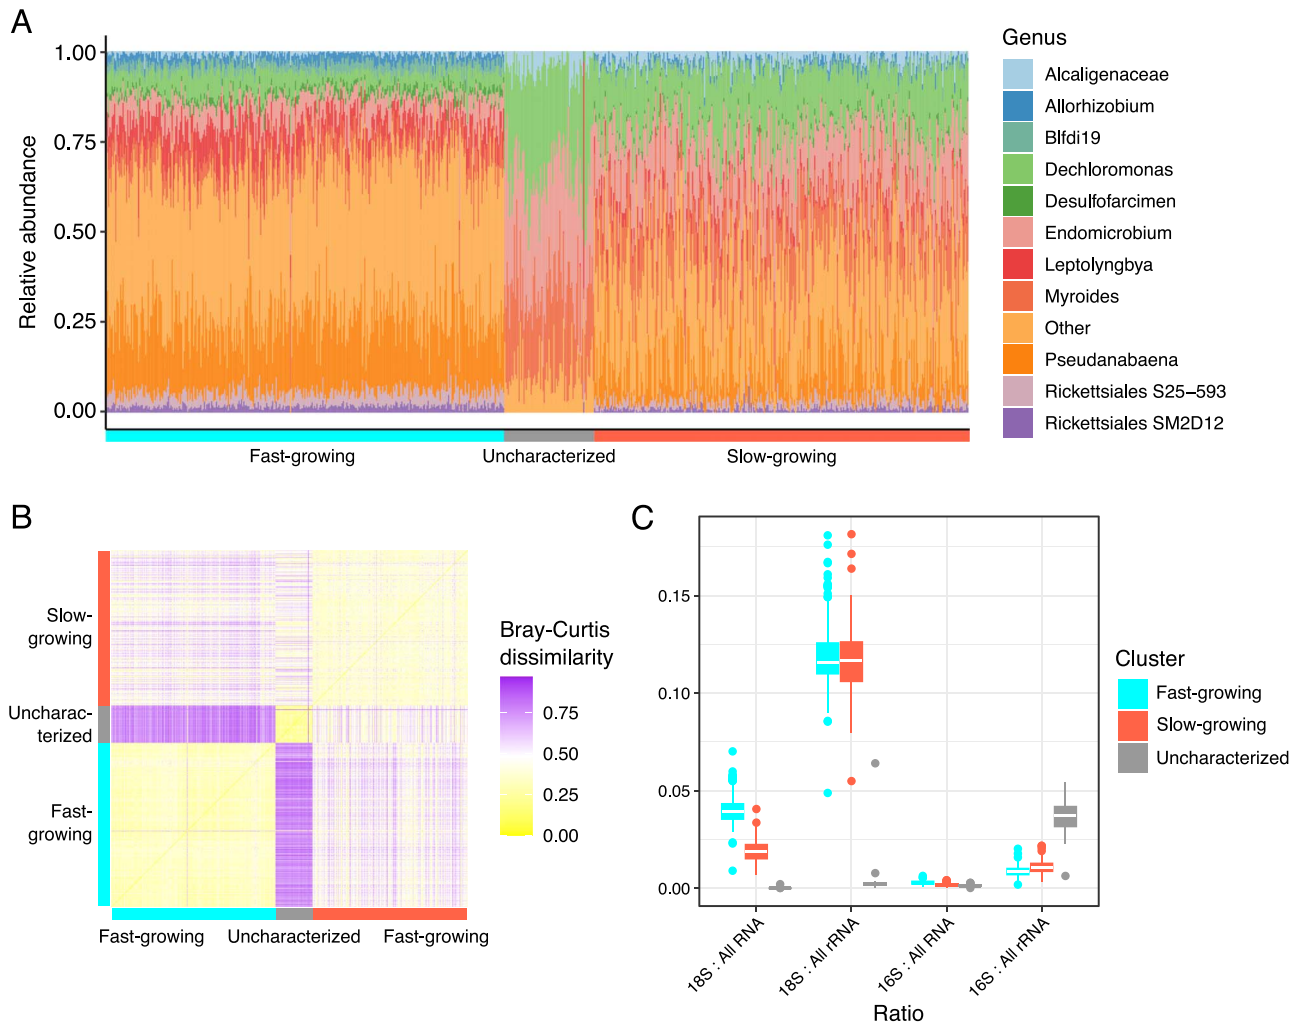 A
Genus
1.00
0.75
0.50
0.25
0.00
Relative abundance
Fast-growing
Uncharacterized
Slow-growing
Alcaligenaceae
Allorhizobium
Blfdi19
Dechloromonas
Desulfofarcimen
Endomicrobium
Leptolyngbya
Myroides
Other
Pseudanabaena
Rickettsiales S25−593
Rickettsiales SM2D12
B
Slow-
growing
Uncharac-
terized
Fast-
growing
Fast-growing
Uncharacterized
Fast-growing
Bray-Curtis
dissimilarity
0.75
0.50
0.25
0.00
C
0.15
0.10
0.05
0.00
18S : All RNA
18S : All rRNA
16S : All RNA
16S : All rRNA
Ratio
Cluster
Fast-growing
Slow-growing
Uncharacterized